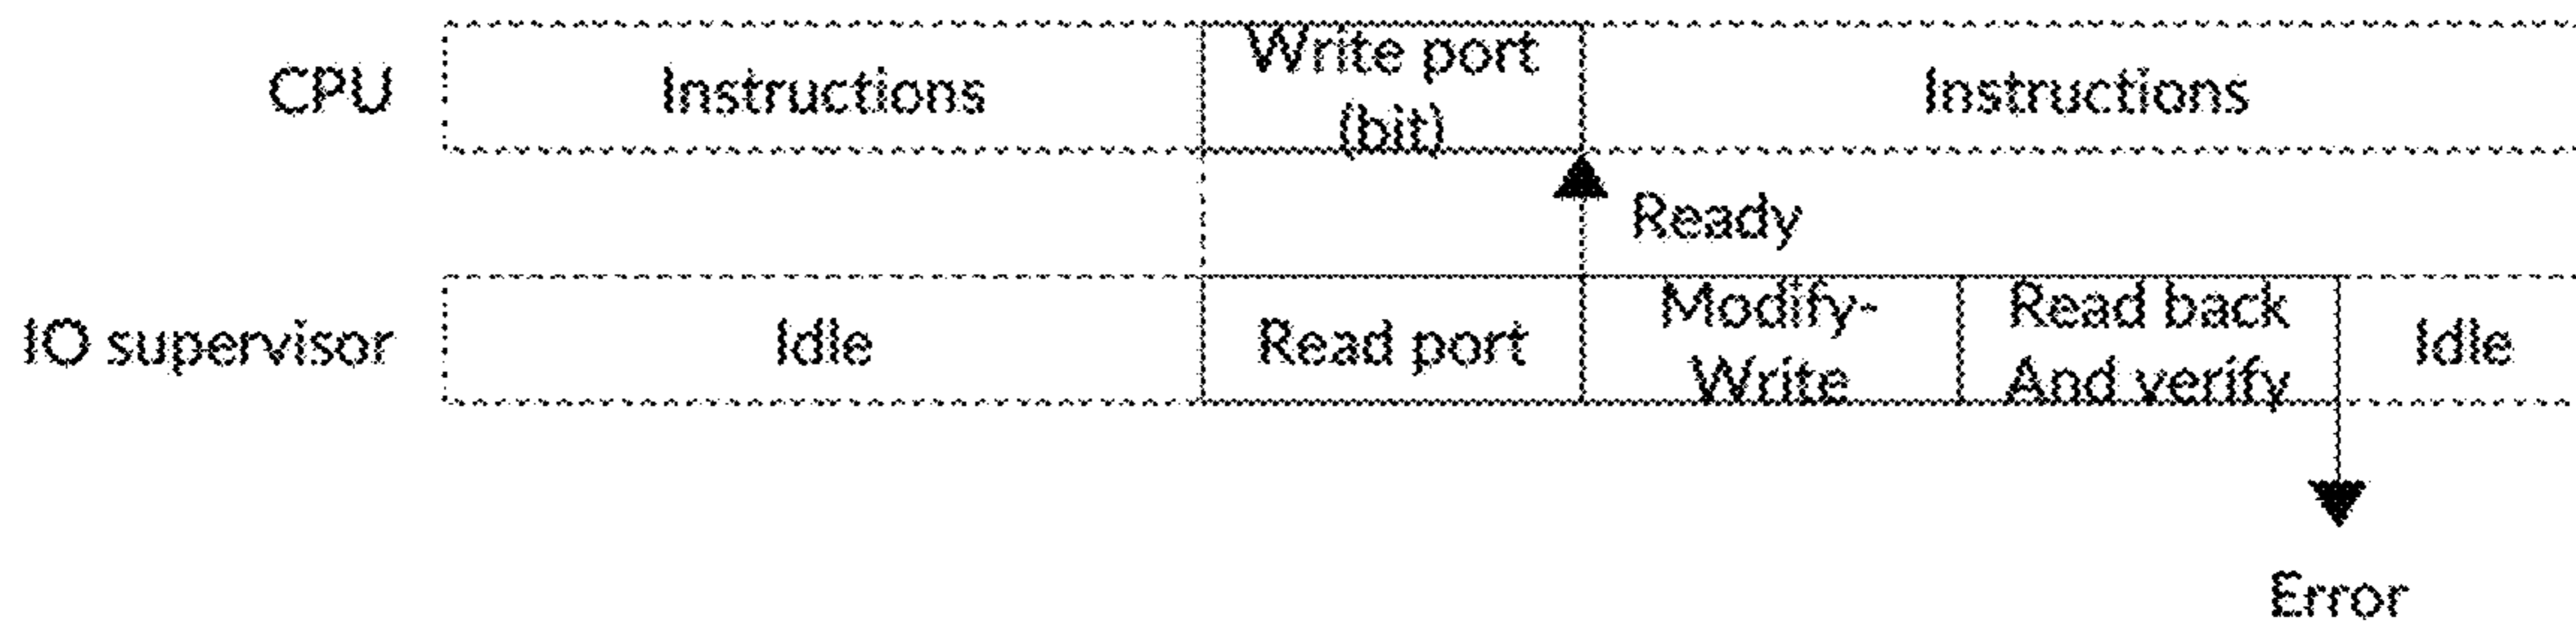 CPU
Instructions
Write port
(bit)
Instructions
Ready
IO supervisor
Idle
Read port
Modify-
Write
Read back
And verify
Idle
Error